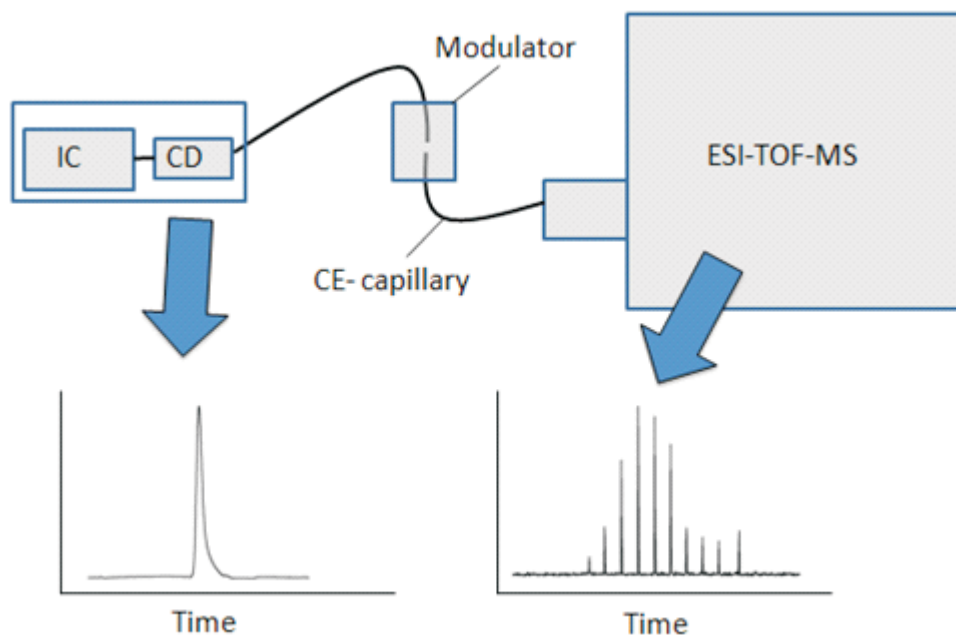 Modulator
IC
CD
ESI-TOF-MS
CE- capillary
Time
Time